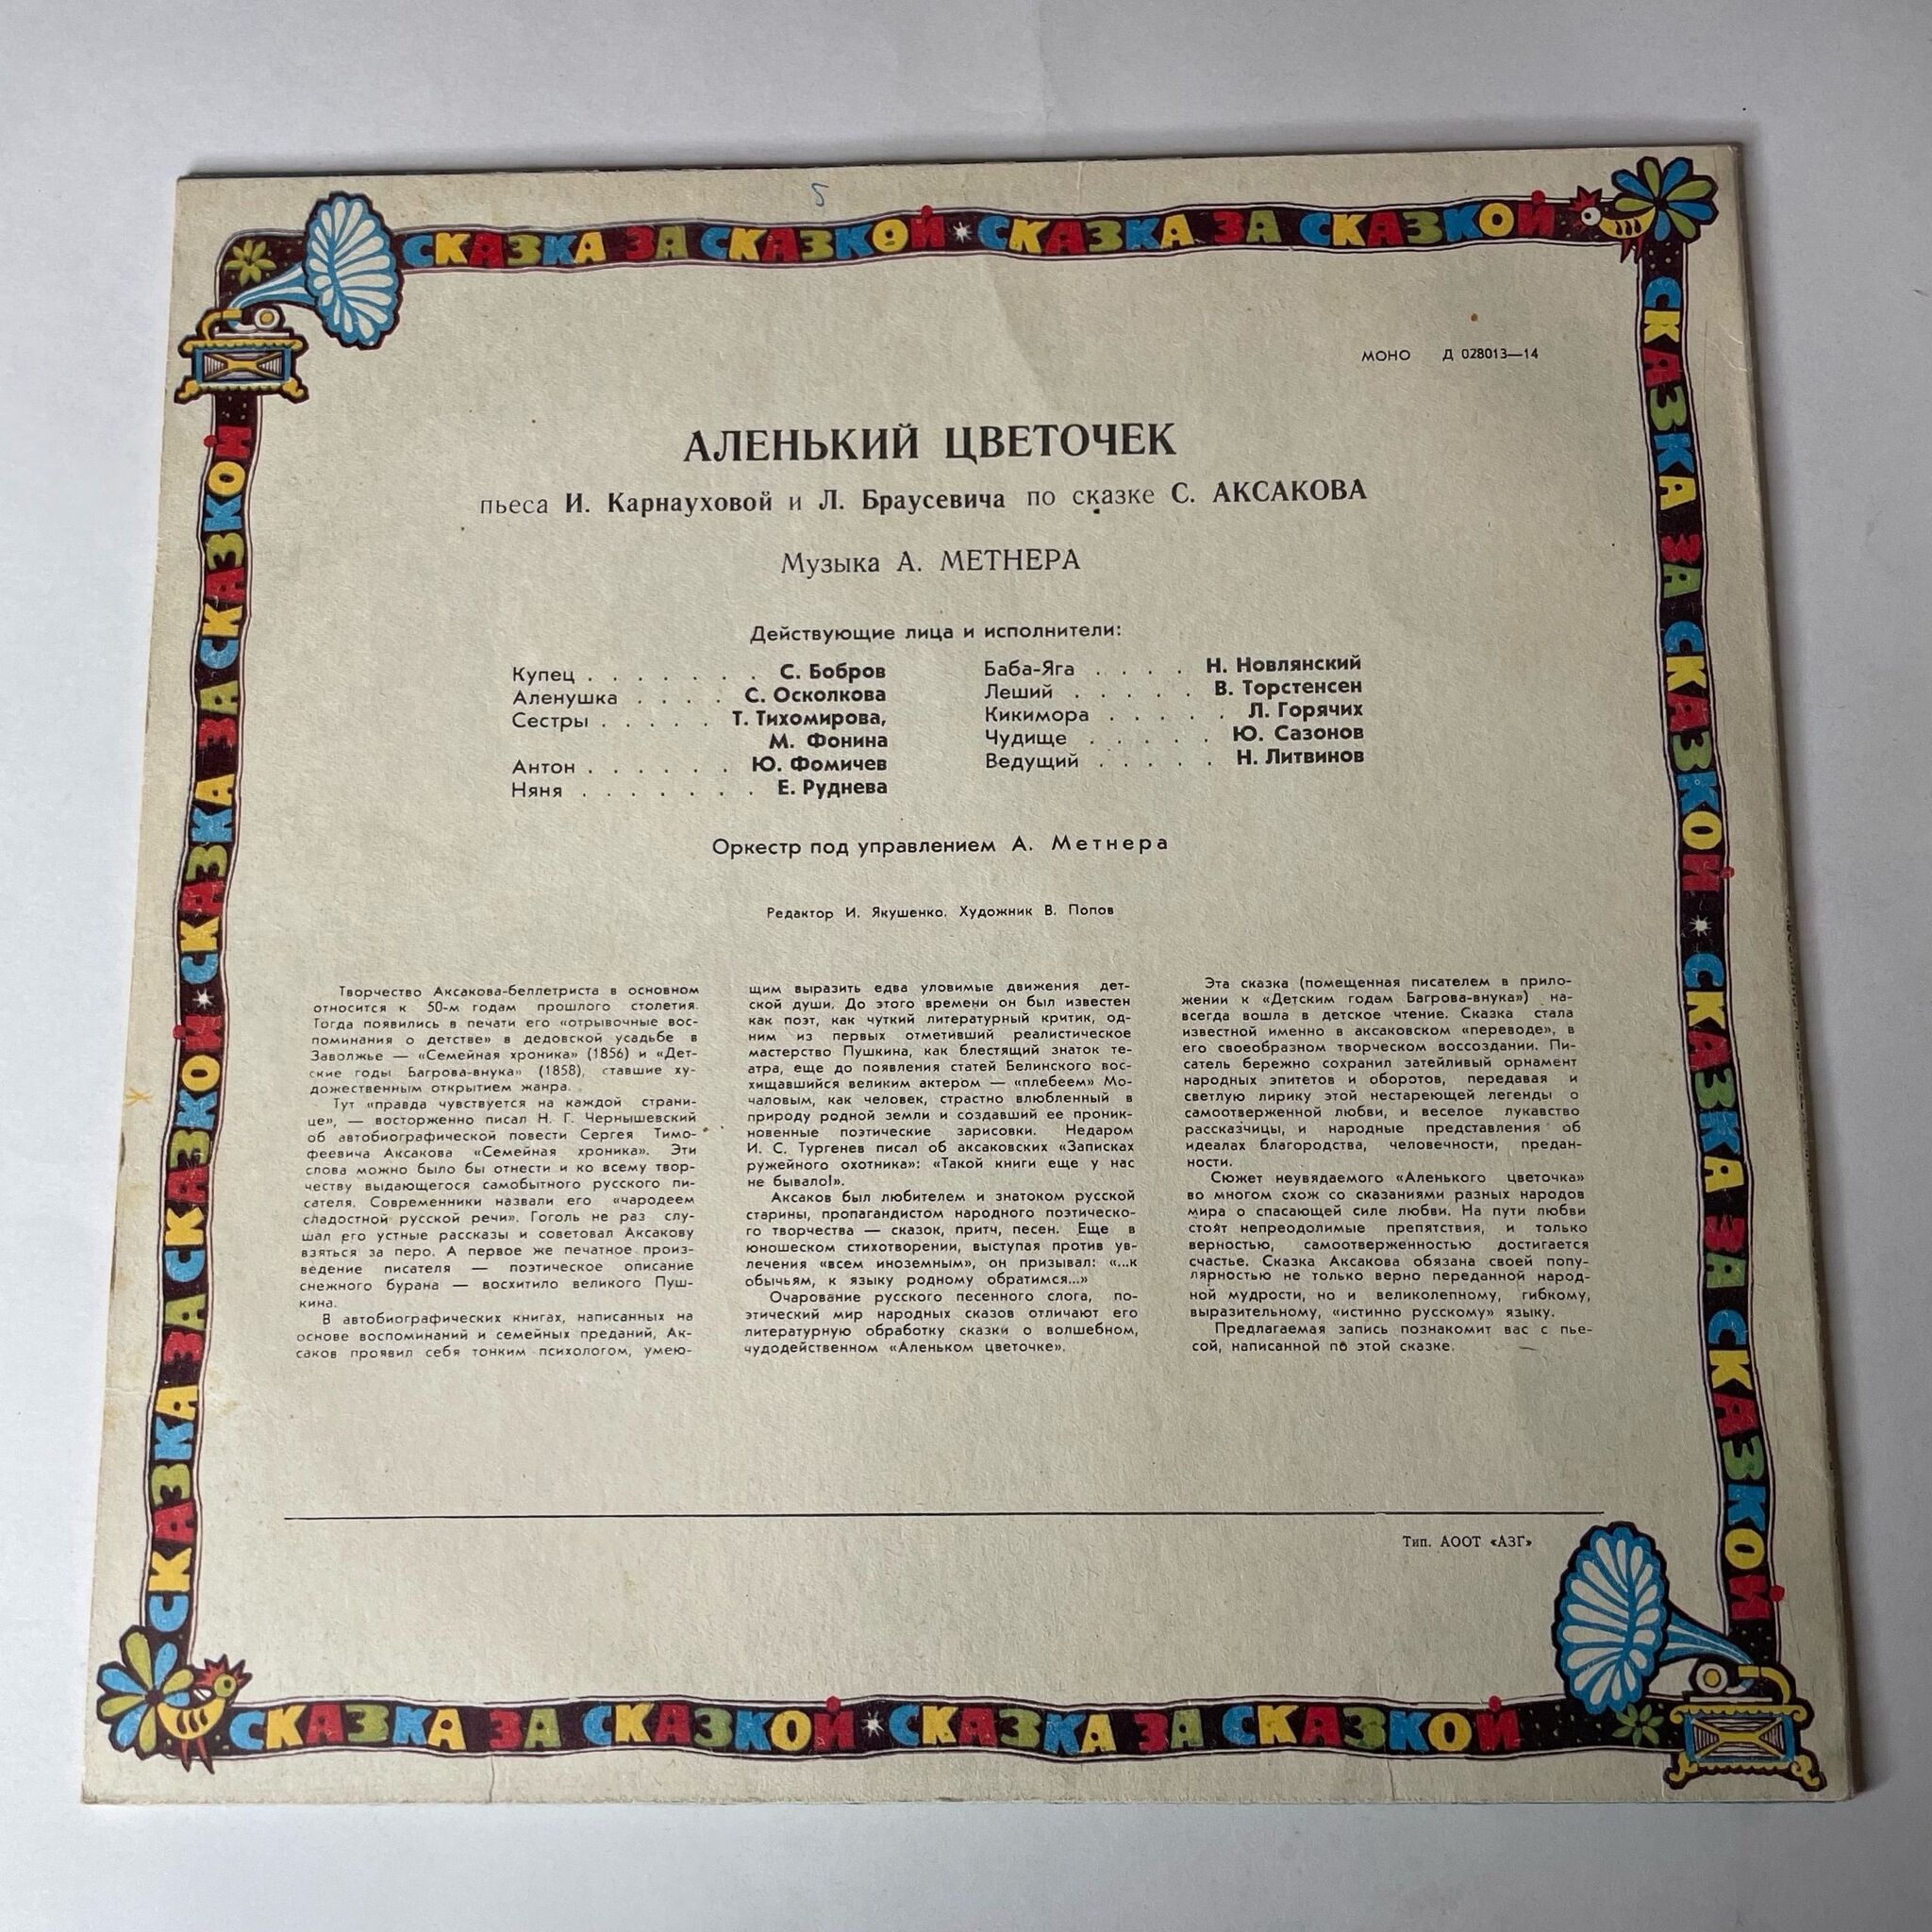 5
СКАЗКА ЗА СКАЗКОЙ * СКАЗКА ЗА СКАЗКОЙ
СКАЗКА ЗА СКАЗКОЙ * СКАЗКА ЗА СКАЗКОЙ
МОНО Д 028013—14
АЛЕНЬКИЙ ЦВЕТОЧЕК
пьеса И. Карнауховой и Л. Браусевича по сказке С. АКСАКОВА
Музыка А. МЕТНЕРА
Действующие лица и исполнители:
Купец . . . . . . . С. Бобров
Аленушка . . . . С. Осколкова
Сестры . . . . . Т. Тихомирова,
М. Фонина
Антон . . . . . . Ю. Фомичев
Няня . . . . . . . Е. Руднева
Баба-Яга . . . . Н. Новлянский
Леший . . . . . В. Торстенсен
Кикимора . . . . . Л. Горячих
Чудище . . . . . Ю. Сазонов
Ведущий . . . . . Н. Литвинов
Оркестр под управлением А. Метнера
Редактор И. Якушенко. Художник В. Попов
Творчество Аксакова-беллетриста в основном
относится к 50-м годам прошлого столетия.
Тогда появились в печати его «отрывочные вос-
поминания о детстве» в дедовской усадьбе в
Заволжье — «Семейная хроника» (1856) и «Дет-
ские годы Багрова-внука» (1858), ставшие ху-
дожественным открытием жанра.
Тут «правда чувствуется на каждой страни-
це», — восторженно писал Н. Г. Чернышевский
об автобиографической повести Сергея Тимо-
феевича Аксакова «Семейная хроника». Эти
слова можно было бы отнести и ко всему твор-
честву выдающегося самобытного русского пи-
сателя. Современники назвали его «чародеем
сладостной русской речи». Гоголь не раз слу-
шал его устные рассказы и советовал Аксакову
взяться за перо. А первое же печатное произ-
ведение писателя — поэтическое описание
снежного бурана — восхитило великого Пуш-
кина.
В автобиографических книгах, написанных на
основе воспоминаний и семейных преданий, Ак-
саков проявил себя тонким психологом, умею-
щим выразить едва уловимые движения дет-
ской души. До этого времени он был известен
как поэт, как чуткий литературный критик, од-
ним из первых отметивший реалистическое
мастерство Пушкина, как блестящий знаток те-
атра, еще до появления статей Белинского вос-
хищавшийся великим актером — «плебеем» Мо-
чаловым, как человек, страстно влюбленный в
природу родной земли и создавший ее проник-
новенные поэтические зарисовки. Недаром
И. С. Тургенев писал об аксаковских «Записках
ружейного охотника»: «Такой книги еще у нас
не бывало!».
Аксаков был любителем и знатоком русской
старины, пропагандистом народного поэтическо-
го творчества — сказок, притч, песен. Еще в
юношеском стихотворении, выступая против ув-
лечения «всем иноземным», он призывал: «...к
обычьям, к языку родному обратимся...»
Очарование русского песенного слога, по-
этический мир народных сказов отличают его
литературную обработку сказки о волшебном,
чудодейственном «Аленьком цветочке».
Эта сказка (помещенная писателем в прило-
жении к «Детским годам Багрова-внука») на-
всегда вошла в детское чтение. Сказка стала
известной именно в аксаковском «переводе», в
его своеобразном творческом воссоздании. Пи-
сатель бережно сохранил затейливый орнамент
народных эпитетов и оборотов, передавая и
светлую лирику этой нестареющей легенды о
самоотверженной любви, и веселое лукавство
рассказчицы, и народные представления об
идеалах благородства, человечности, предан-
ности.
Сюжет неувядаемого «Аленького цветочка»
во многом схож со сказаниями разных народов
мира о спасающей силе любви. На пути любви
стоят непреодолимые препятствия, и только
верностью, самоотверженностью достигается
счастье. Сказка Аксакова обязана своей попу-
лярностью не только верно переданной народ-
ной мудрости, но и великолепному, гибкому,
выразительному, «истинно русскому» языку.
Предлагаемая запись познакомит вас с пье-
сой, написанной по этой сказке.
Тип. АООТ «АЗГ»
СКАЗКА ЗА СКАЗКОЙ * СКАЗКА ЗА СКАЗКОЙ
СКАЗКА ЗА СКАЗКОЙ * СКАЗКА ЗА СКАЗКОЙ